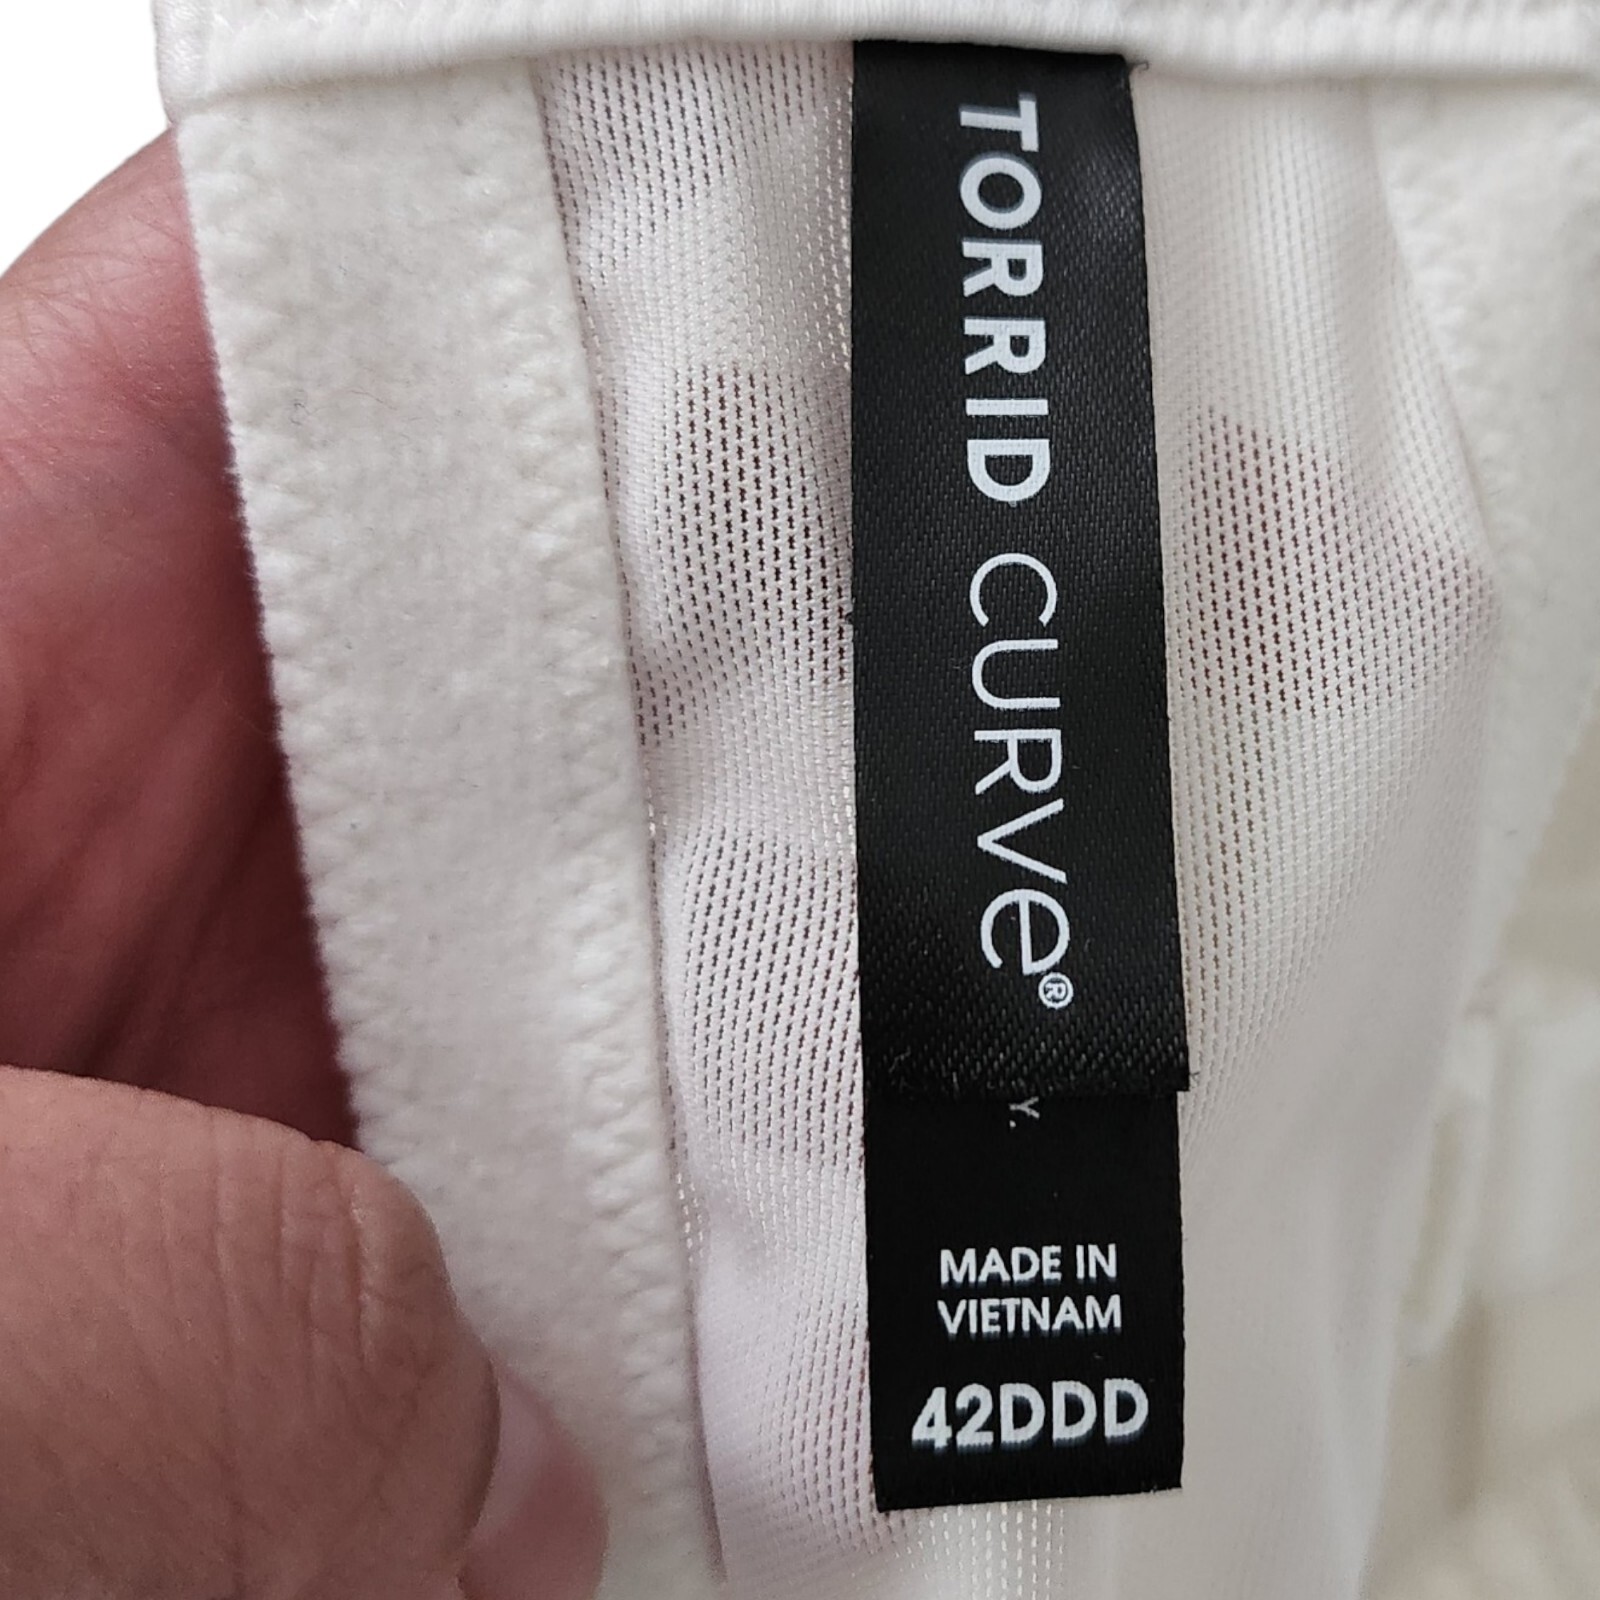 TORRID CURVe®
Y.
MADE IN
VIETNAM
42DDD